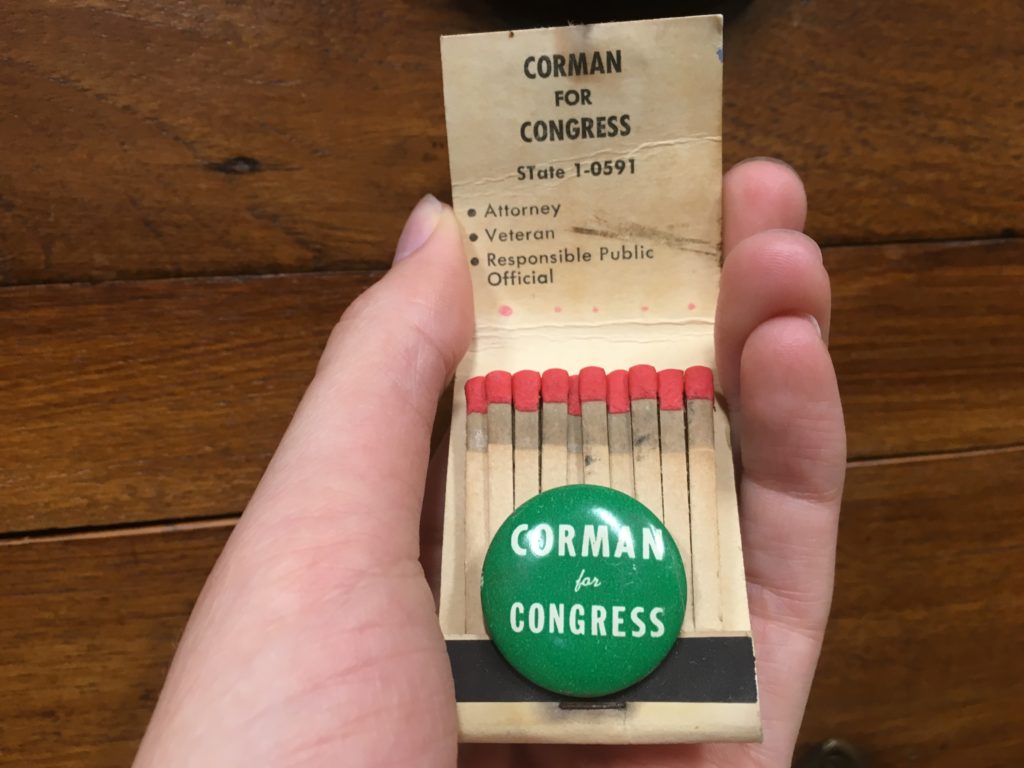 CORMAN
FOR
CONGRESS
STate 1-0591
• Attorney
• Veteran
• Responsible Public
Official
CORMAN
for
CONGRESS